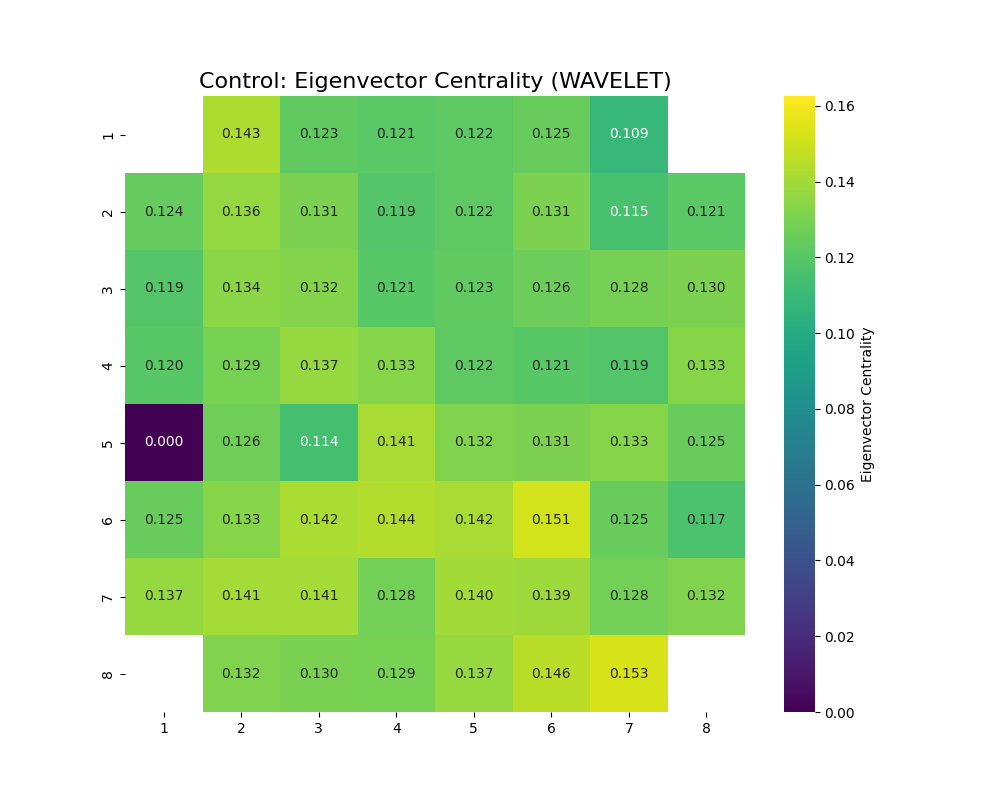 Control: Eigenvector Centrality (WAVELET)
1 0.143 0.123 0.121 0.122 0.125 0.109
2 0.124 0.136 0.131 0.119 0.122 0.131 0.115 0.121
3 0.119 0.134 0.132 0.121 0.123 0.126 0.128 0.130
4 0.120 0.129 0.137 0.133 0.122 0.121 0.119 0.133
5 0.000 0.126 0.114 0.141 0.132 0.131 0.133 0.125
6 0.125 0.133 0.142 0.144 0.142 0.151 0.125 0.117
7 0.137 0.141 0.141 0.128 0.140 0.139 0.128 0.132
8 0.132 0.130 0.129 0.137 0.146 0.153
1 2 3 4 5 6 7 8
0.16
0.14
0.12
0.10
0.08
0.06
0.04
0.02
0.00
Eigenvector Centrality